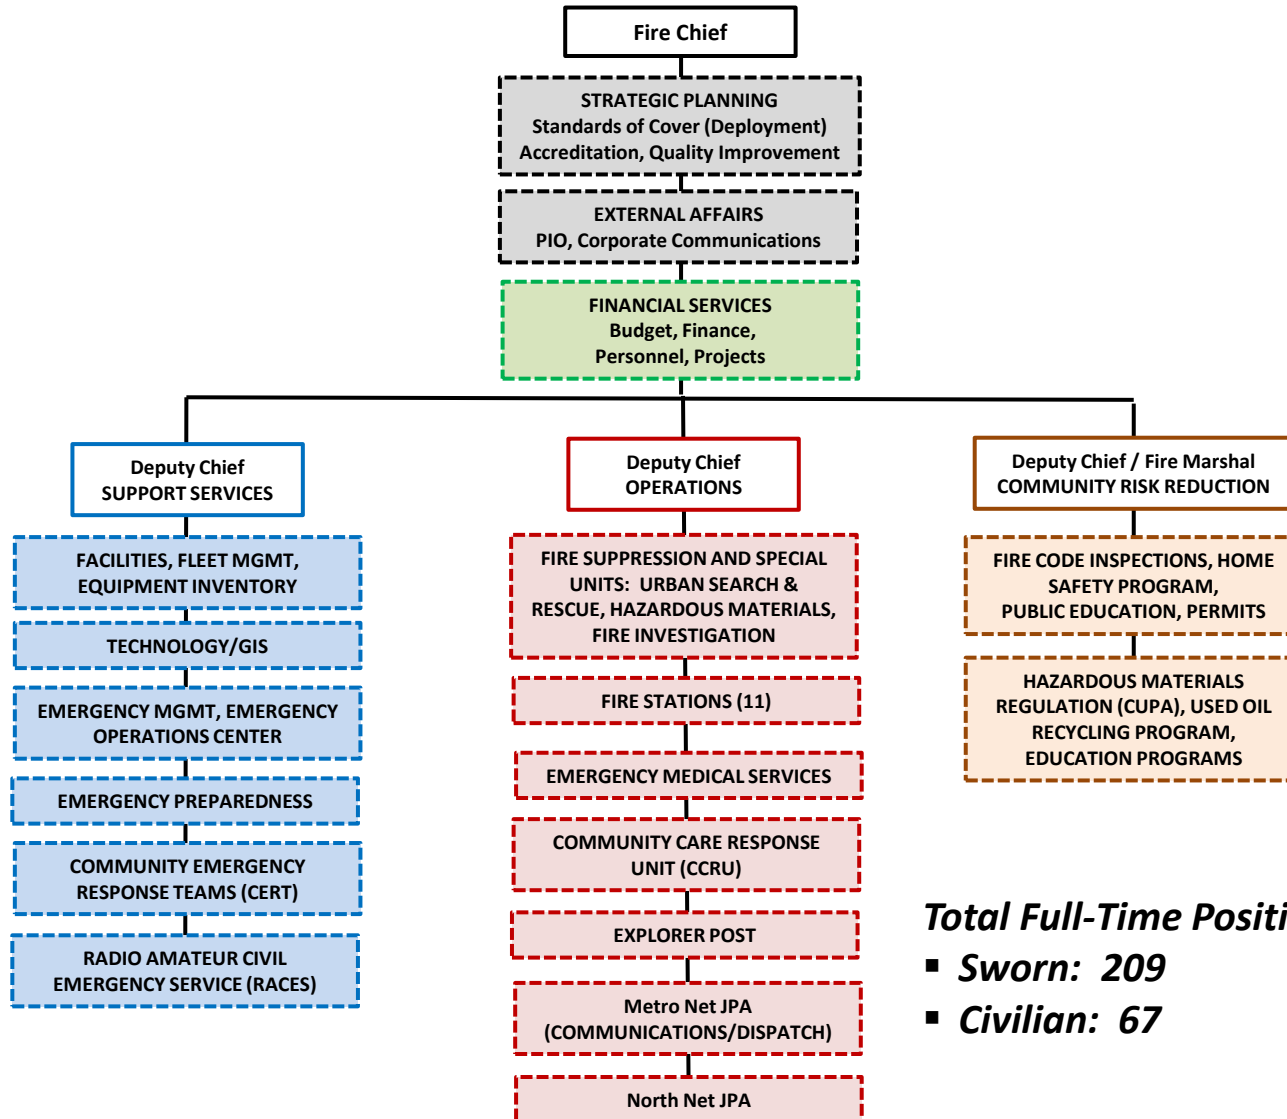 Fire Chief
STRATEGIC PLANNING
Standards of Cover (Deployment)
Accreditation, Quality Improvement
EXTERNAL AFFAIRS
PIO, Corporate Communications
FINANCIAL SERVICES
Budget, Finance,
Personnel, Projects
Deputy Chief
SUPPORT SERVICES
FACILITIES, FLEET MGMT,
EQUIPMENT INVENTORY
TECHNOLOGY/GIS
EMERGENCY MGMT, EMERGENCY
OPERATIONS CENTER
EMERGENCY PREPAREDNESS
COMMUNITY EMERGENCY
RESPONSE TEAMS (CERT)
RADIO AMATEUR CIVIL
EMERGENCY SERVICE (RACES)
Deputy Chief
OPERATIONS
FIRE SUPPRESSION AND SPECIAL
UNITS: URBAN SEARCH &
RESCUE, HAZARDOUS MATERIALS,
FIRE INVESTIGATION
FIRE STATIONS (11)
EMERGENCY MEDICAL SERVICES
COMMUNITY CARE RESPONSE
UNIT (CCRU)
EXPLORER POST
Metro Net JPA
(COMMUNICATIONS/DISPATCH)
North Net JPA
Deputy Chief / Fire Marshal
COMMUNITY RISK REDUCTION
FIRE CODE INSPECTIONS, HOME
SAFETY PROGRAM,
PUBLIC EDUCATION, PERMITS
HAZARDOUS MATERIALS
REGULATION (CUPA), USED OIL
RECYCLING PROGRAM,
EDUCATION PROGRAMS
Total Full-Time Positi
▪ Sworn: 209
▪ Civilian: 67